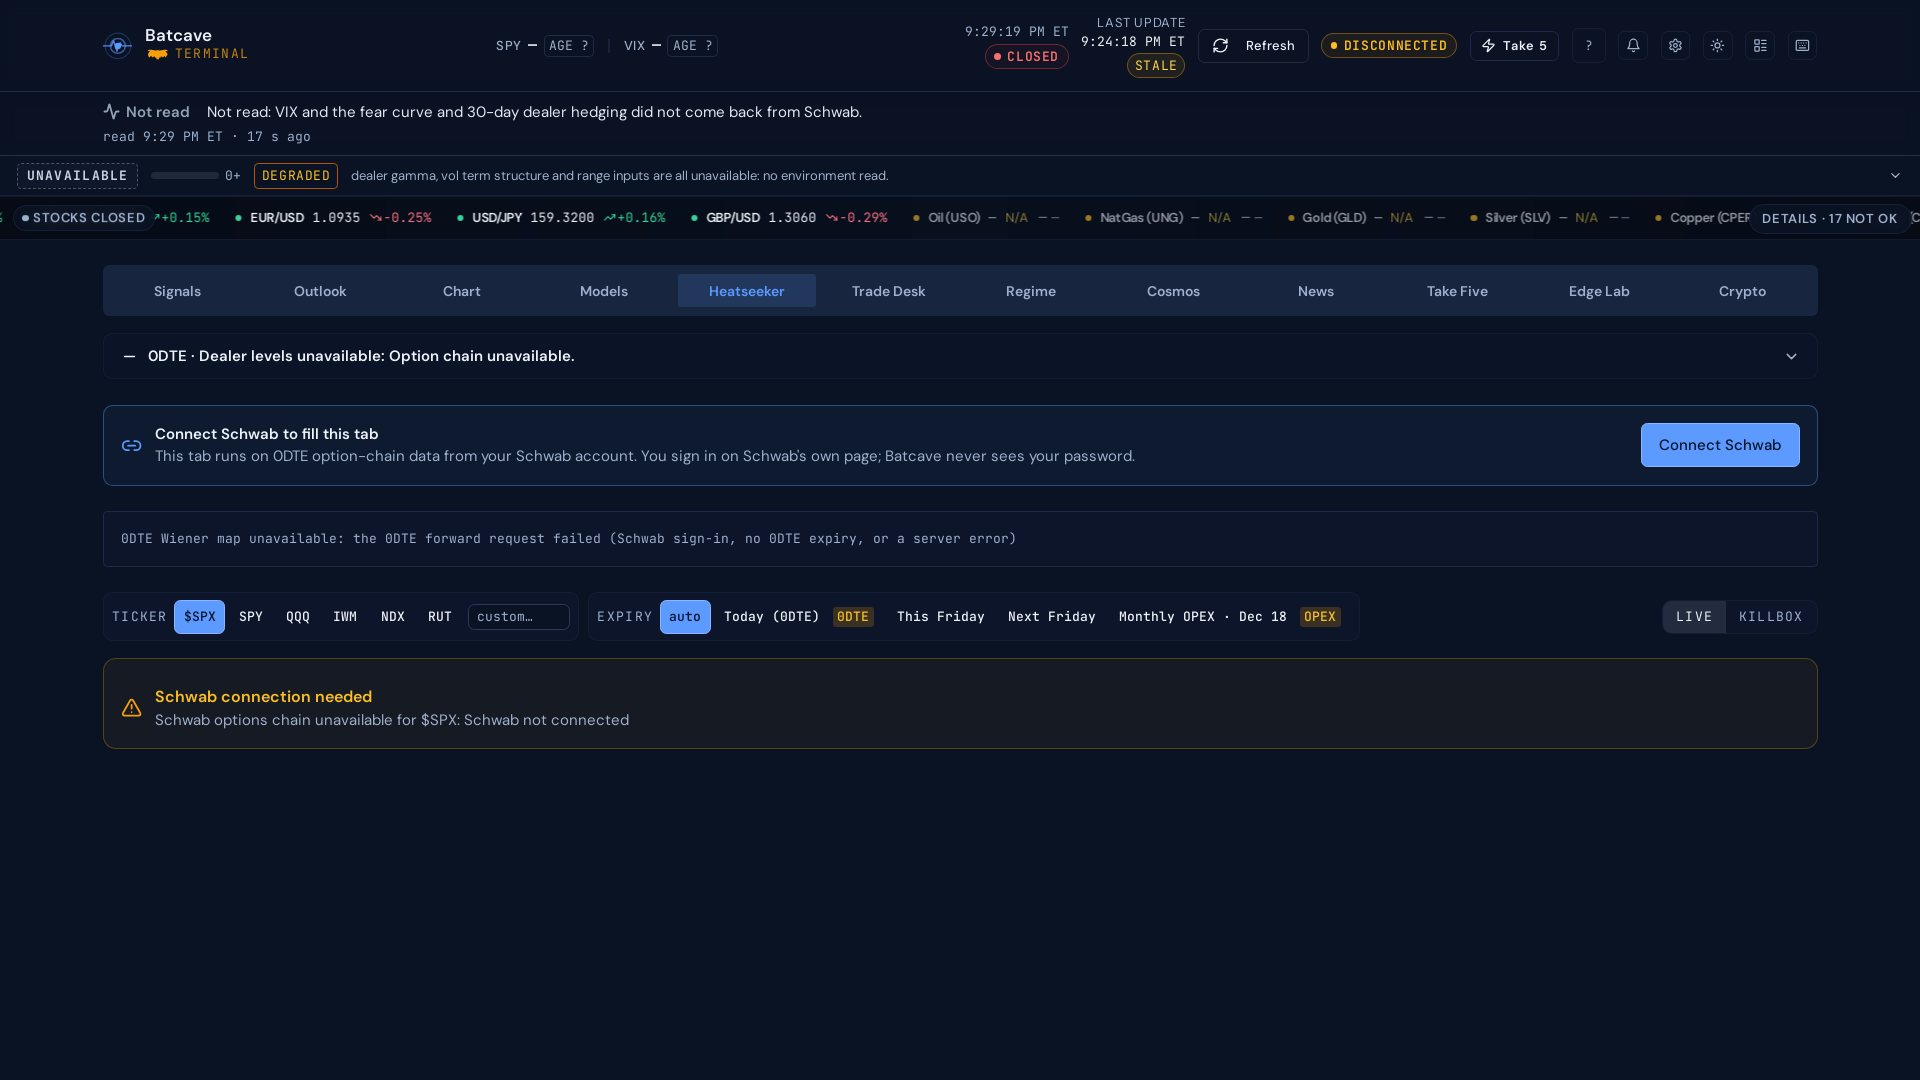 Batcave
TERMINAL
SPY — AGE ? | VIX — AGE ?
9:29:19 PM ET
CLOSED
LAST UPDATE
9:24:18 PM ET
STALE
Refresh
DISCONNECTED
Take 5
?
Not read Not read: VIX and the fear curve and 30-day dealer hedging did not come back from Schwab.
read 9:29 PM ET · 17 s ago
UNAVAILABLE 0+ DEGRADED dealer gamma, vol term structure and range inputs are all unavailable: no environment read.
STOCKS CLOSED +0.15% EUR/USD 1.0935 -0.25% USD/JPY 159.3200 +0.16% GBP/USD 1.3060 -0.29% Oil (USO) — N/A —— NatGas (UNG) — N/A —— Gold (GLD) — N/A —— Silver (SLV) — N/A —— Copper (CPER DETAILS · 17 NOT OK
Signals Outlook Chart Models Heatseeker Trade Desk Regime Cosmos News Take Five Edge Lab Crypto
— 0DTE · Dealer levels unavailable: Option chain unavailable.
Connect Schwab to fill this tab
This tab runs on 0DTE option-chain data from your Schwab account. You sign in on Schwab's own page; Batcave never sees your password.
Connect Schwab
0DTE Wiener map unavailable: the 0DTE forward request failed (Schwab sign-in, no 0DTE expiry, or a server error)
TICKER $SPX SPY QQQ IWM NDX RUT custom… EXPIRY auto Today (0DTE) 0DTE This Friday Next Friday Monthly OPEX · Dec 18 OPEX LIVE KILLBOX
Schwab connection needed
Schwab options chain unavailable for $SPX: Schwab not connected